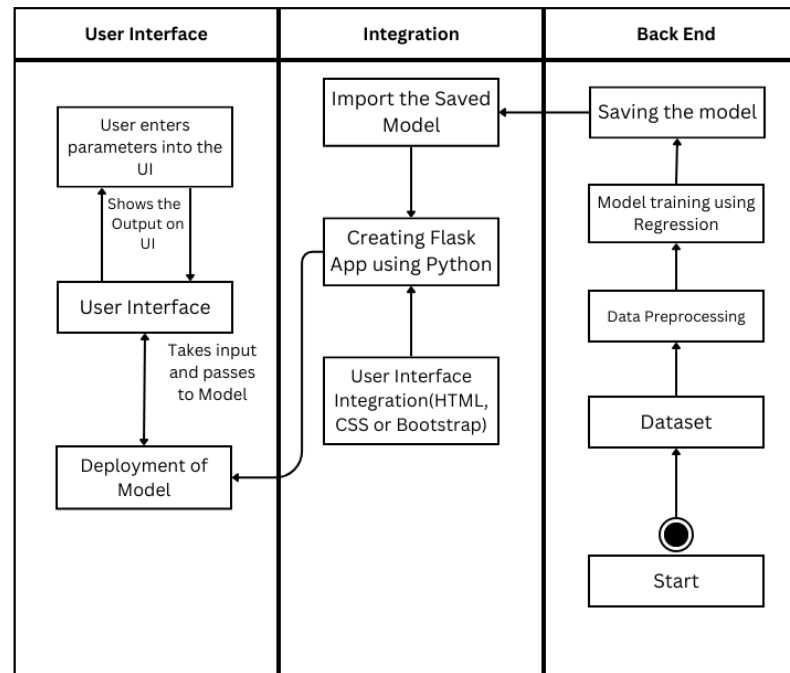 User Interface
Integration
Back End
User enters
parameters into the
UI
Shows the
Output on
UI
User Interface
Takes input
and passes
to Model
Deployment of
Model
Import the Saved
Model
Creating Flask
App using Python
User Interface
Integration(HTML,
CSS or Bootstrap)
Saving the model
Model training using
Regression
Data Preprocessing
Dataset
Start